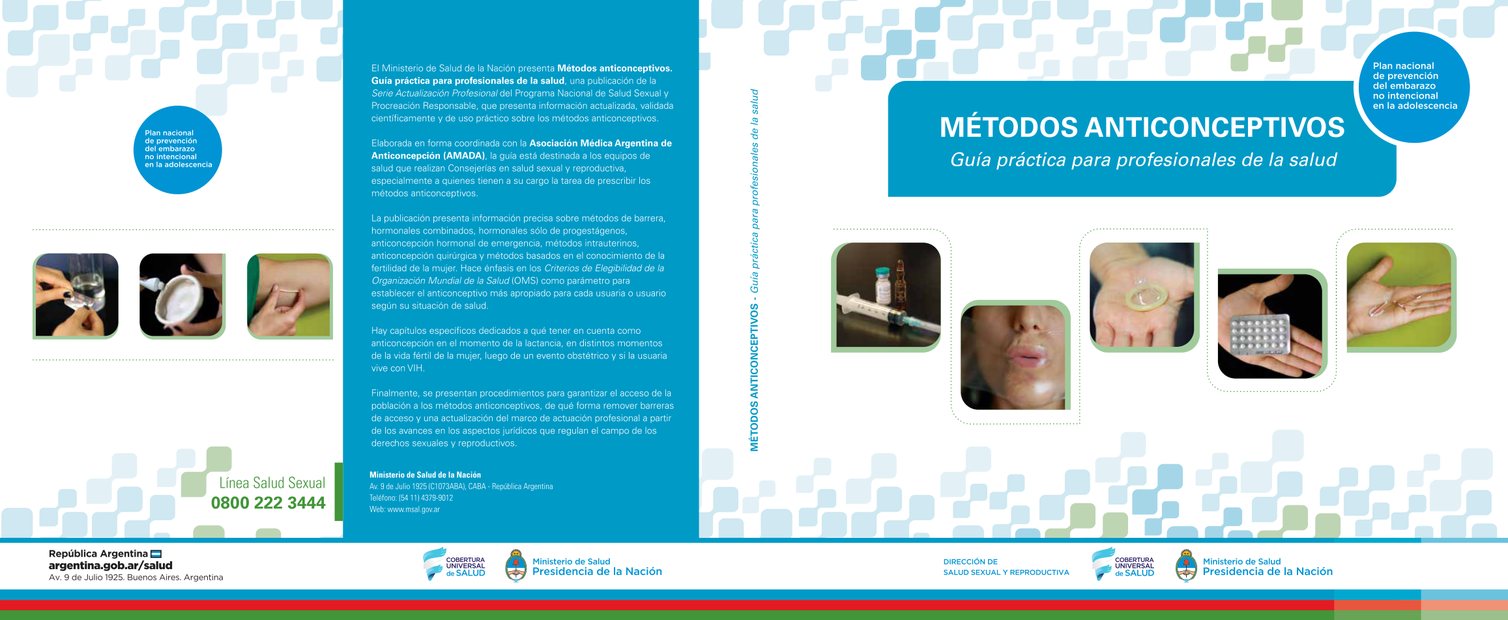 Plan nacional
de prevención
del embarazo
no intencional
en la adolescencia
Línea Salud Sexual
0800 222 3444
El Ministerio de Salud de la Nación presenta Métodos anticonceptivos.
Guía práctica para profesionales de la salud, una publicación de la
Serie Actualización Profesional del Programa Nacional de Salud Sexual y
Procreación Responsable, que presenta información actualizada, validada
científicamente y de uso práctico sobre los métodos anticonceptivos.
Elaborada en forma coordinada con la Asociación Médica Argentina de
Anticoncepción (AMADA), la guía está destinada a los equipos de
salud que realizan Consejerías en salud sexual y reproductiva,
especialmente a quienes tienen a su cargo la tarea de prescribir los
métodos anticonceptivos.
La publicación presenta información precisa sobre métodos de barrera,
hormonales combinados, hormonales sólo de progestágenos,
anticoncepción hormonal de emergencia, métodos intrauterinos,
anticoncepción quirúrgica y métodos basados en el conocimiento de la
fertilidad de la mujer. Hace énfasis en los Criterios de Elegibilidad de la
Organización Mundial de la Salud (OMS) como parámetro para
establecer el anticonceptivo más apropiado para cada usuaria o usuario
según su situación de salud.
Hay capítulos específicos dedicados a qué tener en cuenta como
anticoncepción en el momento de la lactancia, en distintos momentos
de la vida fértil de la mujer, luego de un evento obstétrico y si la usuaria
vive con VIH.
Finalmente, se presentan procedimientos para garantizar el acceso de la
población a los métodos anticonceptivos, de qué forma remover barreras
de acceso y una actualización del marco de actuación profesional a partir
de los avances en los aspectos jurídicos que regulan el campo de los
derechos sexuales y reproductivos.
Ministerio de Salud de la Nación
Av. 9 de Julio 1925 (C1073ABA), CABA - República Argentina
Teléfono: (54 11) 4379-9012
Web: www.msal.gov.ar
MÉTODOS ANTICONCEPTIVOS - Guía práctica para profesionales de la salud
Plan nacional
de prevención
del embarazo
no intencional
en la adolescencia
MÉTODOS ANTICONCEPTIVOS
Guía práctica para profesionales de la salud
República Argentina
argentina.gob.ar/salud
Av. 9 de Julio 1925. Buenos Aires. Argentina
COBERTURA
UNIVERSAL
de SALUD
Ministerio de Salud
Presidencia de la Nación
DIRECCIÓN DE
SALUD SEXUAL Y REPRODUCTIVA
COBERTURA
UNIVERSAL
de SALUD
Ministerio de Salud
Presidencia de la Nación